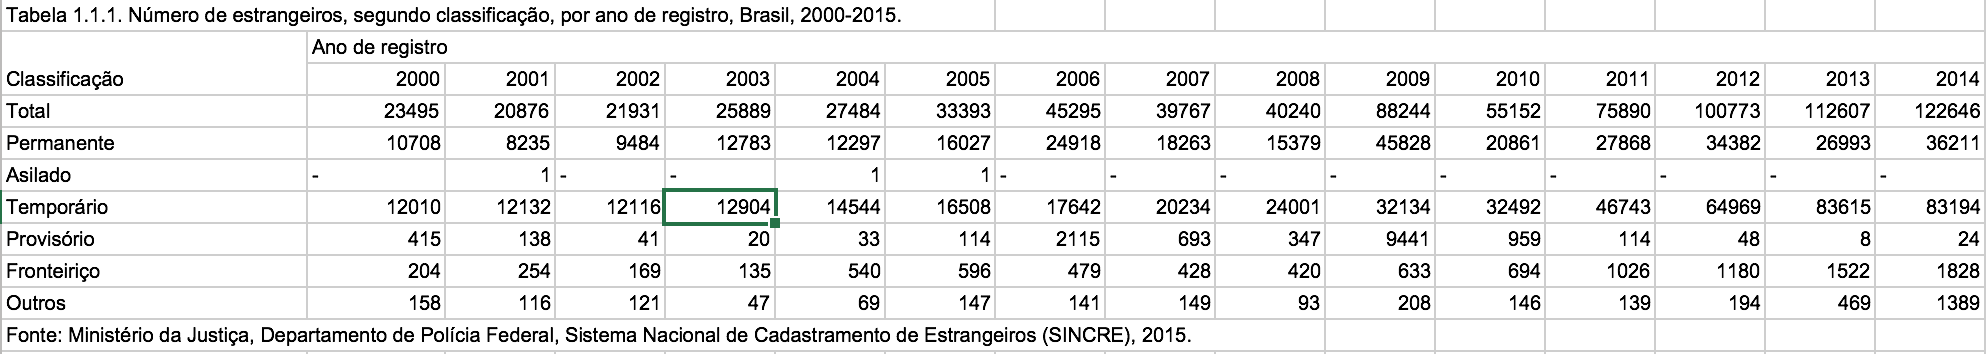 Tabela 1.1.1. Número de estrangeiros, segundo classificação, por ano de registro, Brasil, 2000-2015.
Ano de registro
Classificação 2000 2001 2002 2003 2004 2005 2006 2007 2008 2009 2010 2011 2012 2013 2014
Total 23495 20876 21931 25889 27484 33393 45295 39767 40240 88244 55152 75890 100773 112607 122646
Permanente 10708 8235 9484 12783 12297 16027 24918 18263 15379 45828 20861 27868 34382 26993 36211
Asilado - 1 - - 1 1 - - - - - - - - -
Temporário 12010 12132 12116 12904 14544 16508 17642 20234 24001 32134 32492 46743 64969 83615 83194
Provisório 415 138 41 20 33 114 2115 693 347 9441 959 114 48 8 24
Fronteiriço 204 254 169 135 540 596 479 428 420 633 694 1026 1180 1522 1828
Outros 158 116 121 47 69 147 141 149 93 208 146 139 194 469 1389
Fonte: Ministério da Justiça, Departamento de Polícia Federal, Sistema Nacional de Cadastramento de Estrangeiros (SINCRE), 2015.